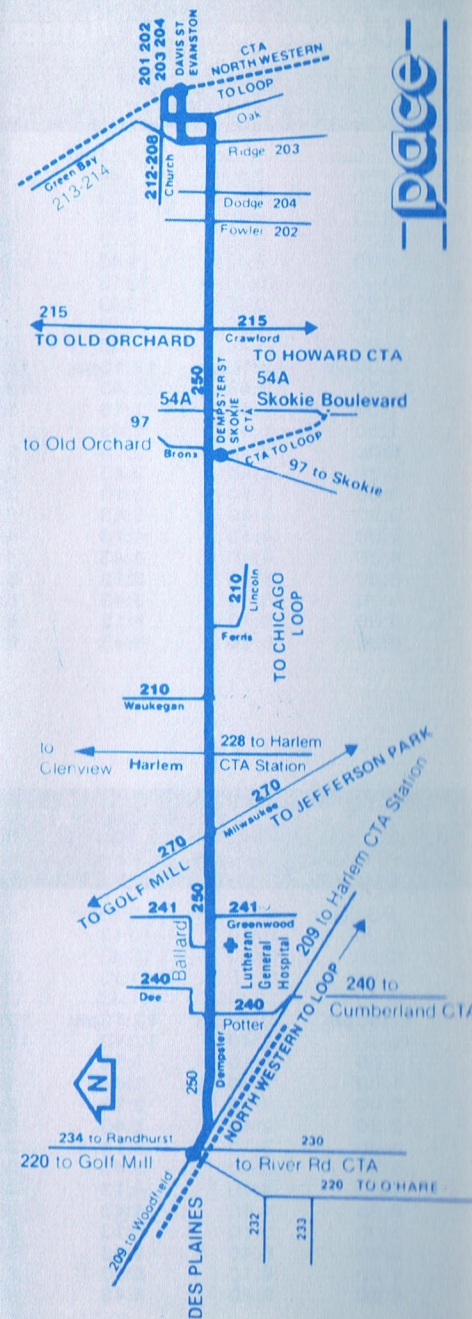 pace
201 202
203 204
DAVIS ST
EVANSTON
CTA
NORTH WESTERN
TO LOOP
Oak
Green Bay
213-214
212-208
Church
Ridge 203
Dodge 204
Fowler 202
215
TO OLD ORCHARD
215
Crawford
TO HOWARD CTA
250
54A
54A
Skokie Boulevard
DEMPSTER ST
SKOKIE
CTA
97
to Old Orchard
Bronx
CTA TO LOOP
97 to Skokie
210
Lincoln
Ferris
TO CHICAGO
LOOP
210
Waukegan
to
Glenview
Harlem
228 to Harlem
CTA Station
270
TO GOLF MILL
270
Milwaukee
TO JEFFERSON PARK
250
241
Ballard
241
Greenwood
Lutheran
General
Hospital
240
Dee
240
Potter
209 to Harlem CTA Station
NORTH WESTERN TO LOOP
240 to
Cumberland CTA
N
250
Dempster
234 to Randhurst
220 to Golf Mill
230
to River Rd. CTA
220 TO O'HARE
209 to Woodfield
DES PLAINES
232
233